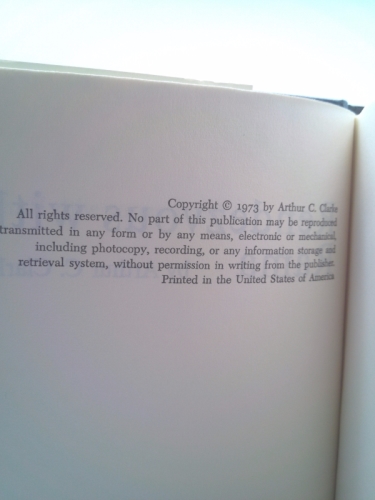 Copyright © 1973 by Arthur C. Clarke
All rights reserved. No part of this publication may be reproduced
transmitted in any form or by any means, electronic or mechanical,
including photocopy, recording, or any information storage and
retrieval system, without permission in writing from the publisher.
Printed in the United States of America